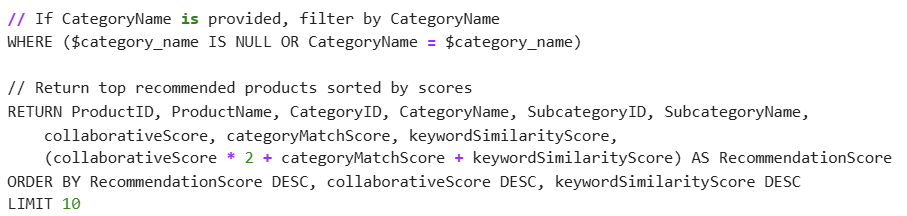 // If CategoryName is provided, filter by CategoryName
WHERE ($category_name IS NULL OR CategoryName = $category_name)

// Return top recommended products sorted by scores
RETURN ProductID, ProductName, CategoryID, CategoryName, SubcategoryID, SubcategoryName,
    collaborativeScore, categoryMatchScore, keywordSimilarityScore,
    (collaborativeScore * 2 + categoryMatchScore + keywordSimilarityScore) AS RecommendationScore
ORDER BY RecommendationScore DESC, collaborativeScore DESC, keywordSimilarityScore DESC
LIMIT 10